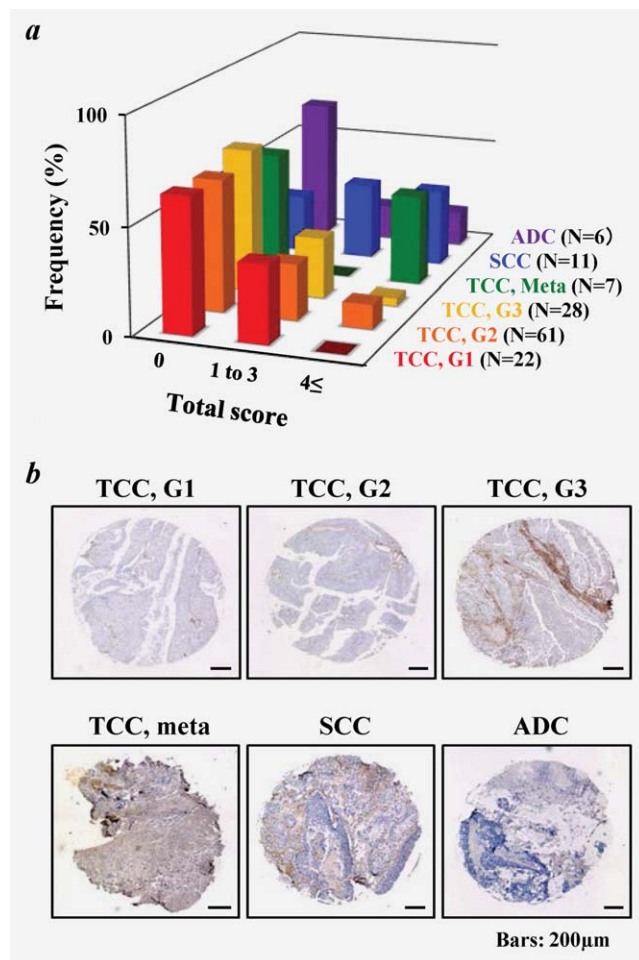 a
100
50
0
Frequency (%)
0
1 to 3
4≤
Total score
ADC (N=6)
SCC (N=11)
TCC, Meta (N=7)
TCC, G3 (N=28)
TCC, G2 (N=61)
TCC, G1 (N=22)
b
TCC, G1 TCC, G2 TCC, G3
TCC, meta SCC ADC
Bars: 200μm